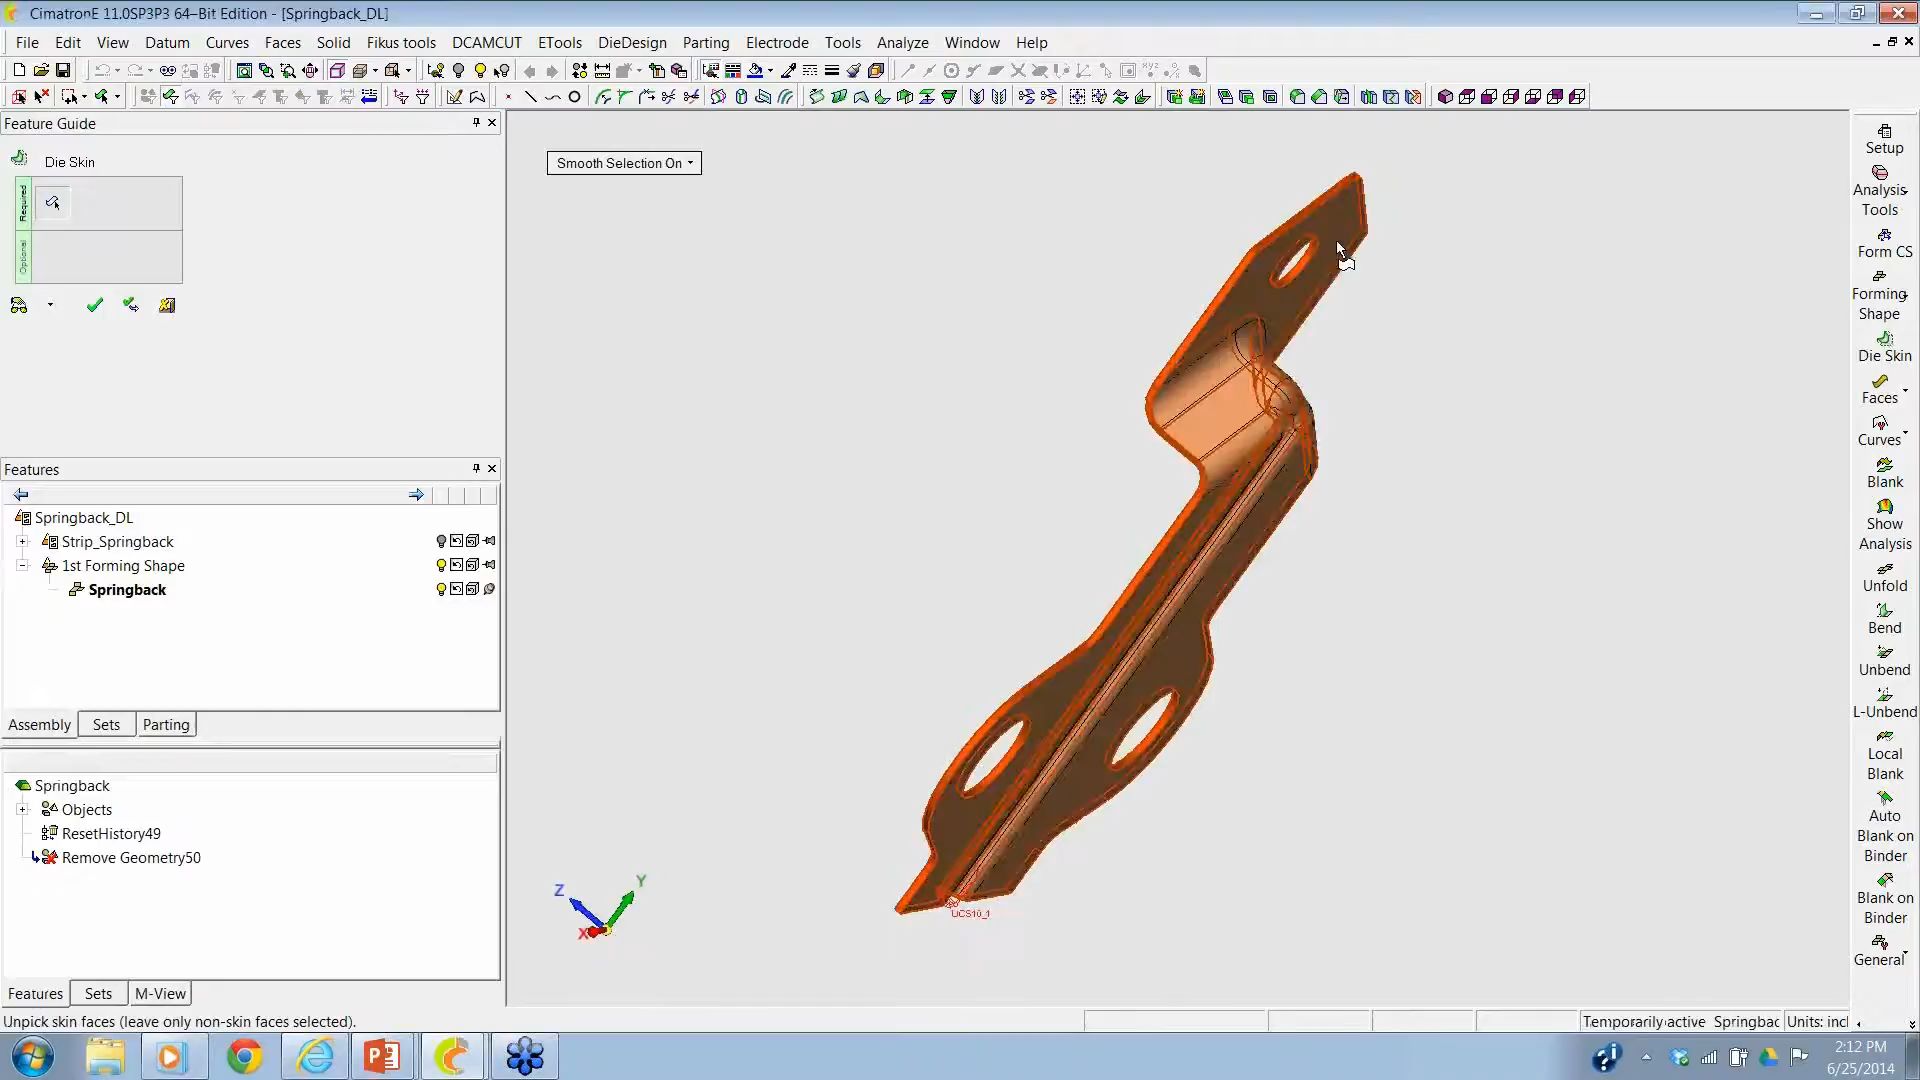 CimatronE 11.0SP3P3 64–Bit Edition - [Springback_DL]
File Edit View Datum Curves Faces Solid Fikus tools DCAMCUT ETools DieDesign Parting Electrode Tools Analyze Window Help
Feature Guide
Die Skin
Required
Optional
Smooth Selection On
Features
Springback_DL
Strip_Springback
1st Forming Shape
Springback
Assembly Sets Parting
Springback
Objects
ResetHistory49
Remove Geometry50
Features Sets M-View
Z
Y
X
UCS10_1
Setup
Analysis
Tools
Form CS
Forming
Shape
Die Skin
Faces
Curves
Blank
Show
Analysis
Unfold
Bend
Unbend
L-Unbend
Local
Blank
Auto
Blank on
Binder
Blank on
Binder
General
Unpick skin faces (leave only non-skin faces selected).
Temporarily active Springbac Units: incl
2:12 PM
6/25/2014